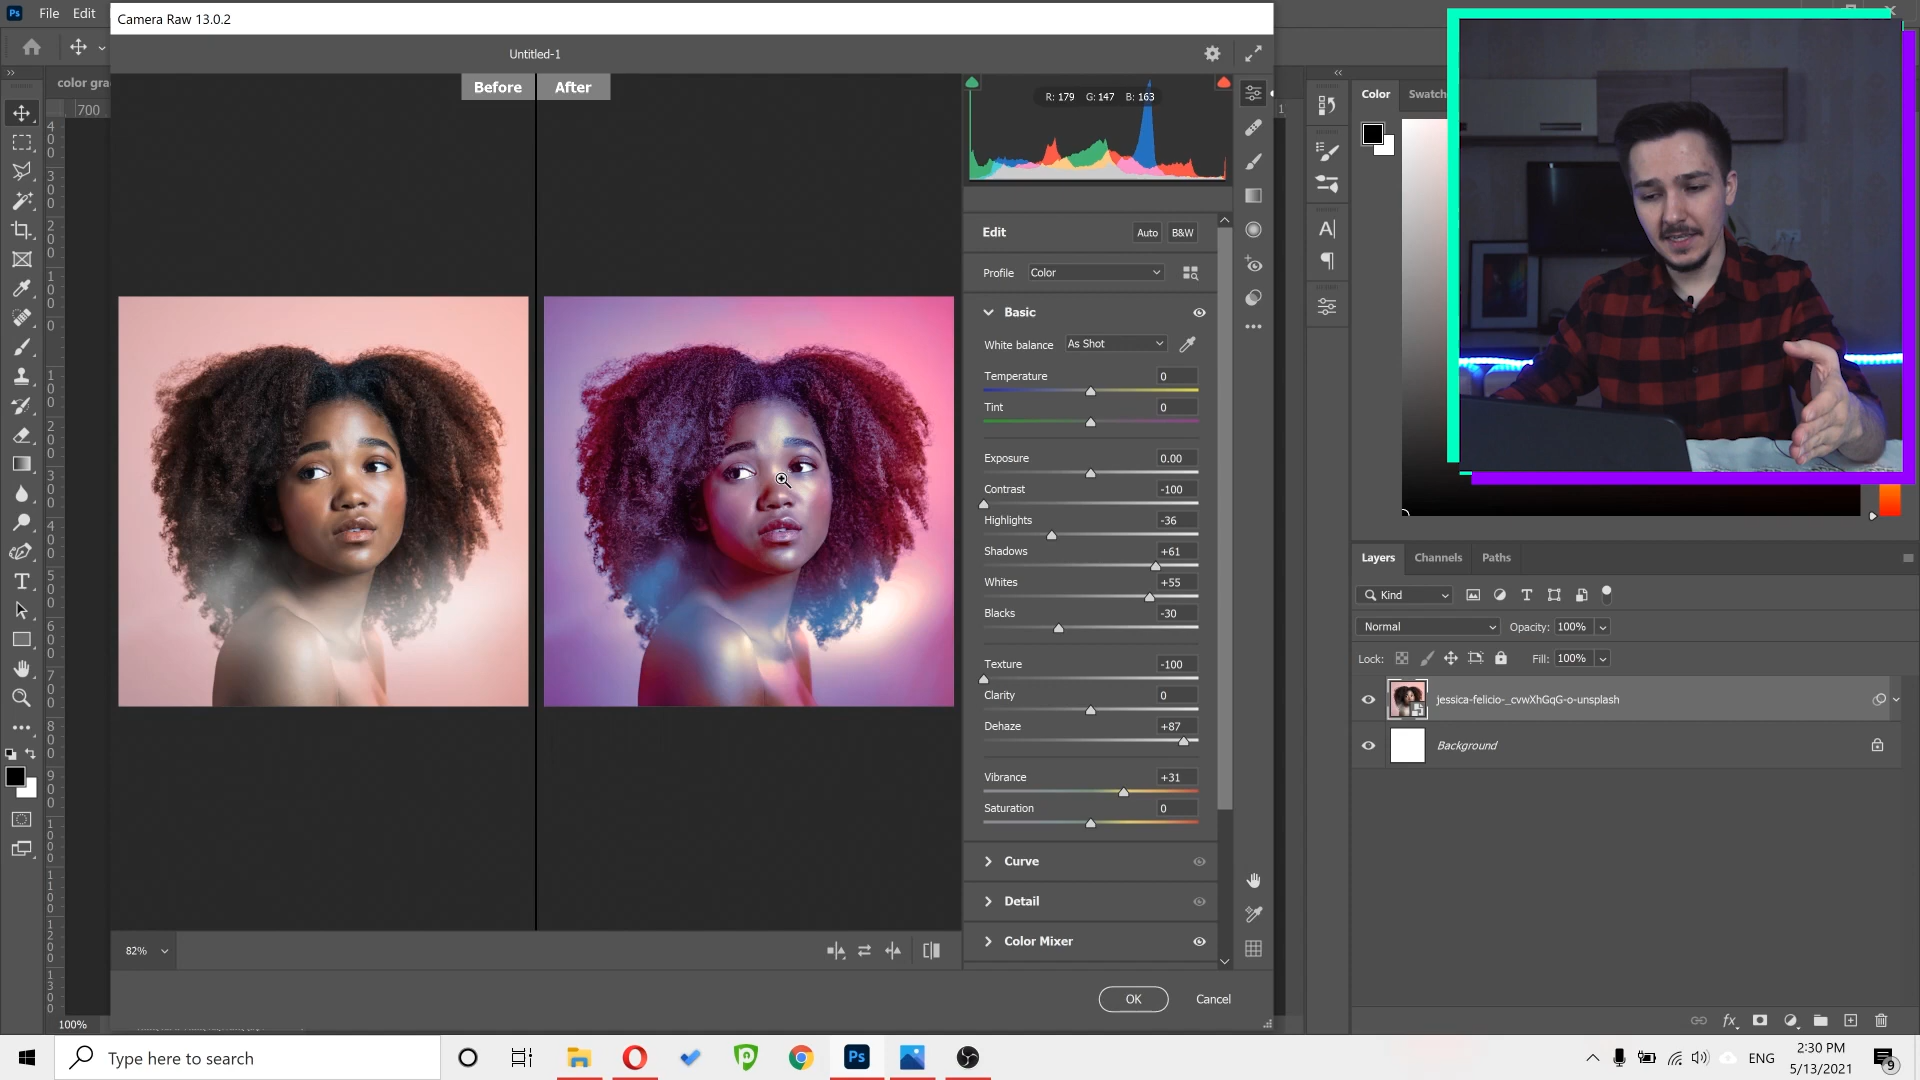 Ps File Edit
Camera Raw 13.0.2
Untitled-1
color gra
Before After
700
R: 179 G: 147 B: 163
Edit Auto B&W
Profile Color
Basic
White balance As Shot
Temperature 0
Tint 0
Exposure 0.00
Contrast -100
Highlights -36
Shadows +61
Whites +55
Blacks -30
Texture -100
Clarity 0
Dehaze +87
Vibrance +31
Saturation 0
Curve
Detail
Color Mixer
82%
OK Cancel
100%
Color Swatch
Layers Channels Paths
Kind
Normal Opacity: 100%
Lock: Fill: 100%
jessica-felicio-_cvwXhGqG-o-unsplash
Background
fx
Type here to search
Ps
ENG
2:30 PM
5/13/2021
9